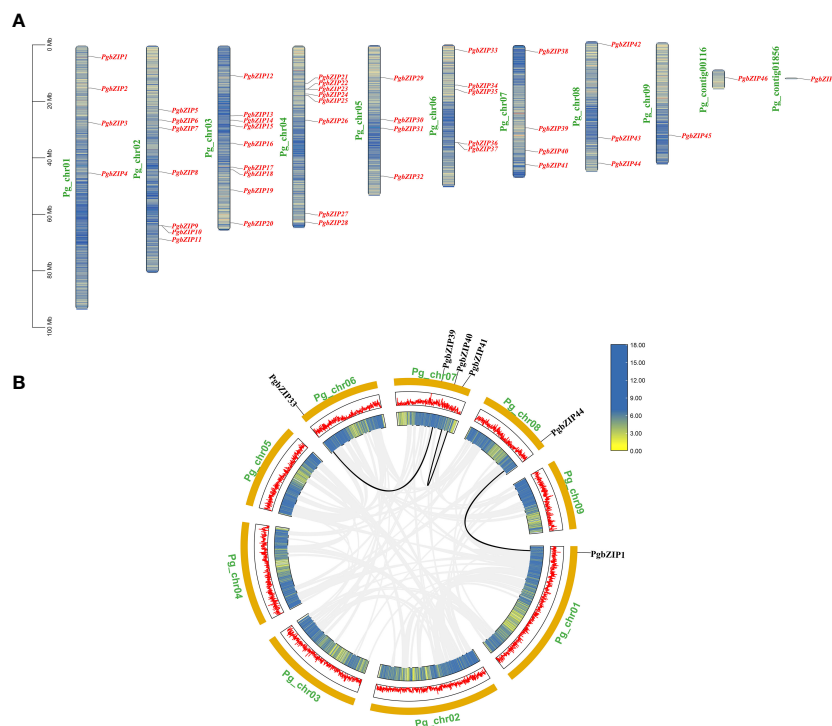 A
0 Mb
20 Mb
40 Mb
60 Mb
80 Mb
100 Mb
Pg_chr01
PgbZIP1
PgbZIP2
PgbZIP3
PgbZIP4
Pg_chr02
PgbZIP5
PgbZIP6
PgbZIP7
PgbZIP8
PgbZIP9
PgbZIP10
PgbZIP11
Pg_chr03
PgbZIP12
PgbZIP13
PgbZIP14
PgbZIP15
PgbZIP16
PgbZIP17
PgbZIP18
PgbZIP19
PgbZIP20
Pg_chr04
PgbZIP21
PgbZIP22
PgbZIP23
PgbZIP24
PgbZIP25
PgbZIP26
PgbZIP27
PgbZIP28
Pg_chr05
PgbZIP29
PgbZIP30
PgbZIP31
PgbZIP32
Pg_chr06
PgbZIP33
PgbZIP34
PgbZIP35
PgbZIP36
PgbZIP37
Pg_chr07
PgbZIP38
PgbZIP39
PgbZIP40
PgbZIP41
Pg_chr08
PgbZIP42
PgbZIP43
PgbZIP44
Pg_chr09
PgbZIP45
Pg_contig00116
PgbZIP46
Pg_contig01856
PgbZIP
B
PgbZIP33
PgbZIP39
PgbZIP40
PgbZIP41
PgbZIP44
PgbZIP1
Pg_chr06
Pg_chr07
Pg_chr08
Pg_chr09
Pg_chr01
Pg_chr02
Pg_chr03
Pg_chr04
Pg_chr05
18.00
15.00
12.00
9.00
6.00
3.00
0.00